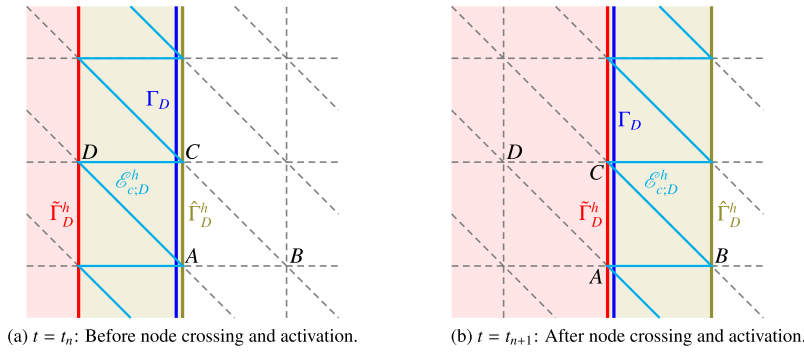 Γ_D
D
C
ℰ^h_{c;D}
Γ̃^h_D
Γ̂^h_D
A
B
(a) t = t_n: Before node crossing and activation.
Γ_D
D
C
ℰ^h_{c;D}
Γ̃^h_D
Γ̂^h_D
A
B
(b) t = t_{n+1}: After node crossing and activation.